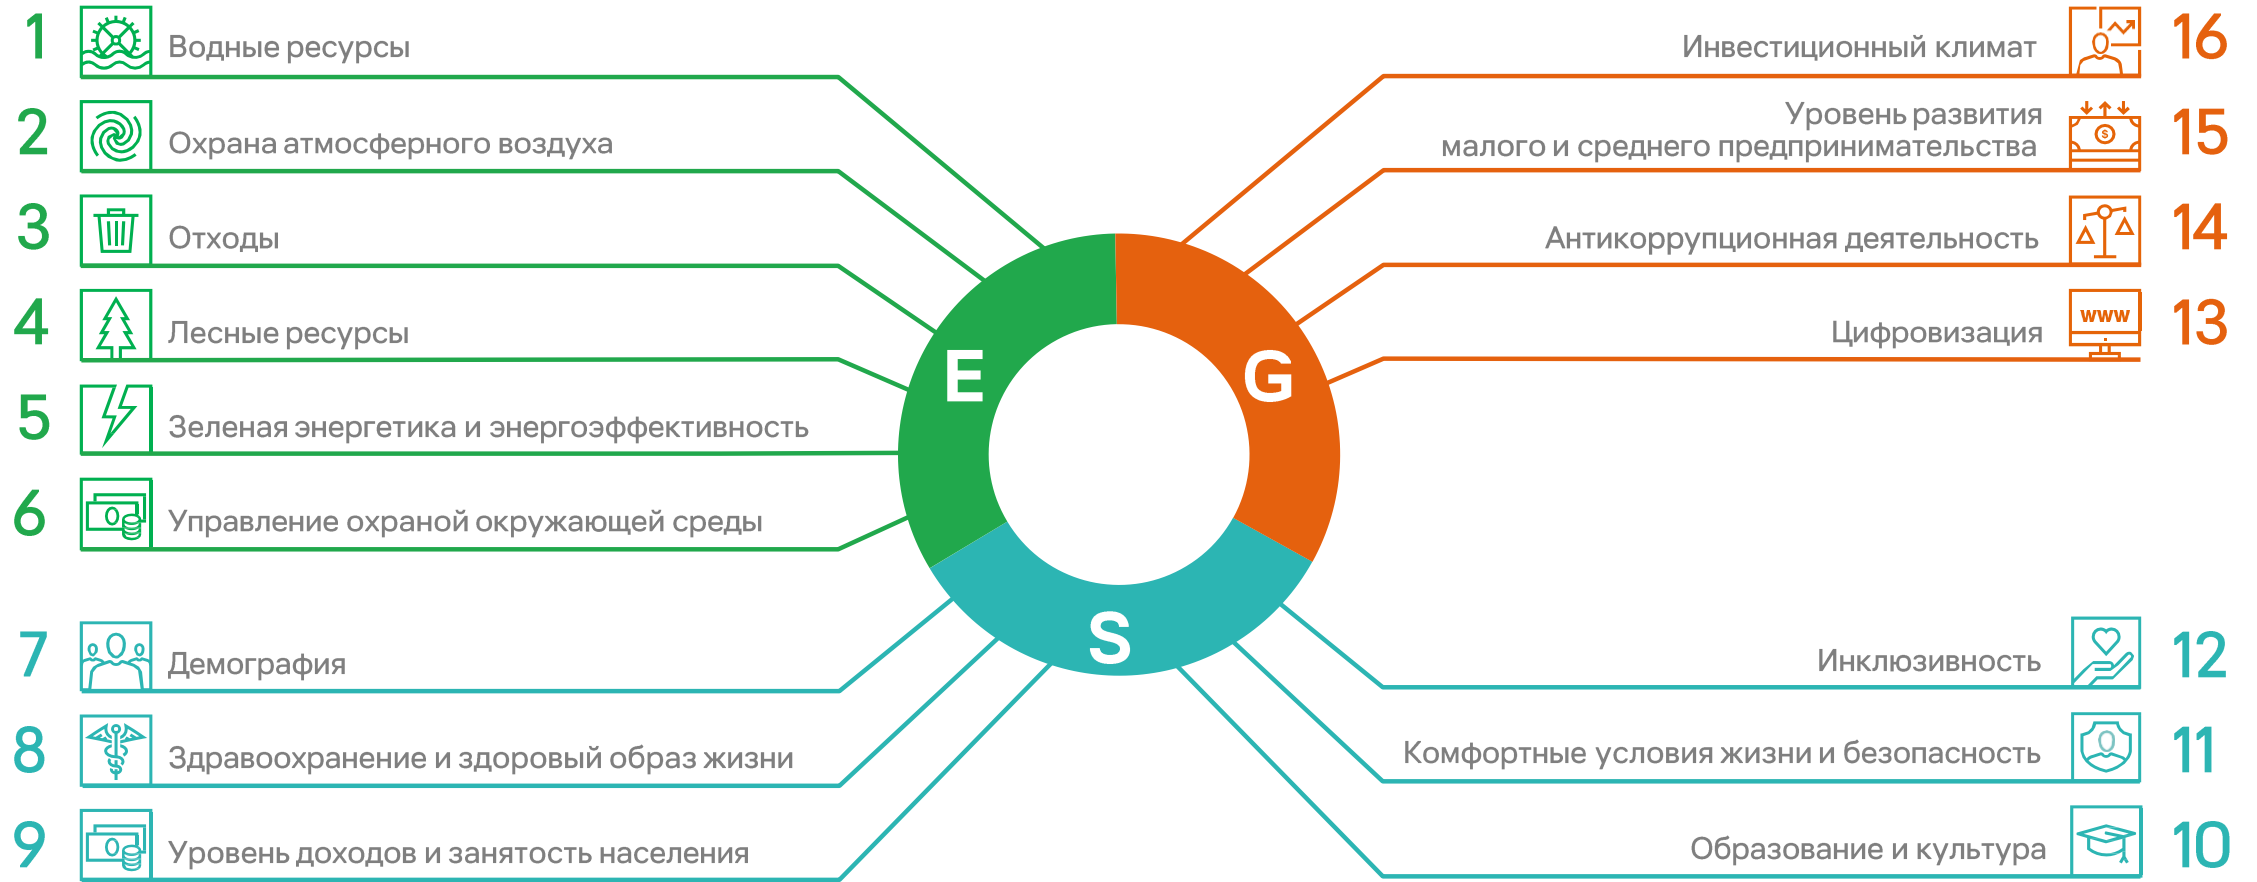 1
Водные ресурсы
2
Охрана атмосферного воздуха
3
Отходы
4
Лесные ресурсы
5
Зеленая энергетика и энергоэффективность
6
Управление охраной окружающей среды
7
Демография
8
Здравоохранение и здоровый образ жизни
9
Уровень доходов и занятость населения
E
G
S
Инвестиционный климат
16
Уровень развития
малого и среднего предпринимательства
$
15
Антикоррупционная деятельность
14
Цифровизация
www
13
Инклюзивность
12
Комфортные условия жизни и безопасность
11
Образование и культура
10